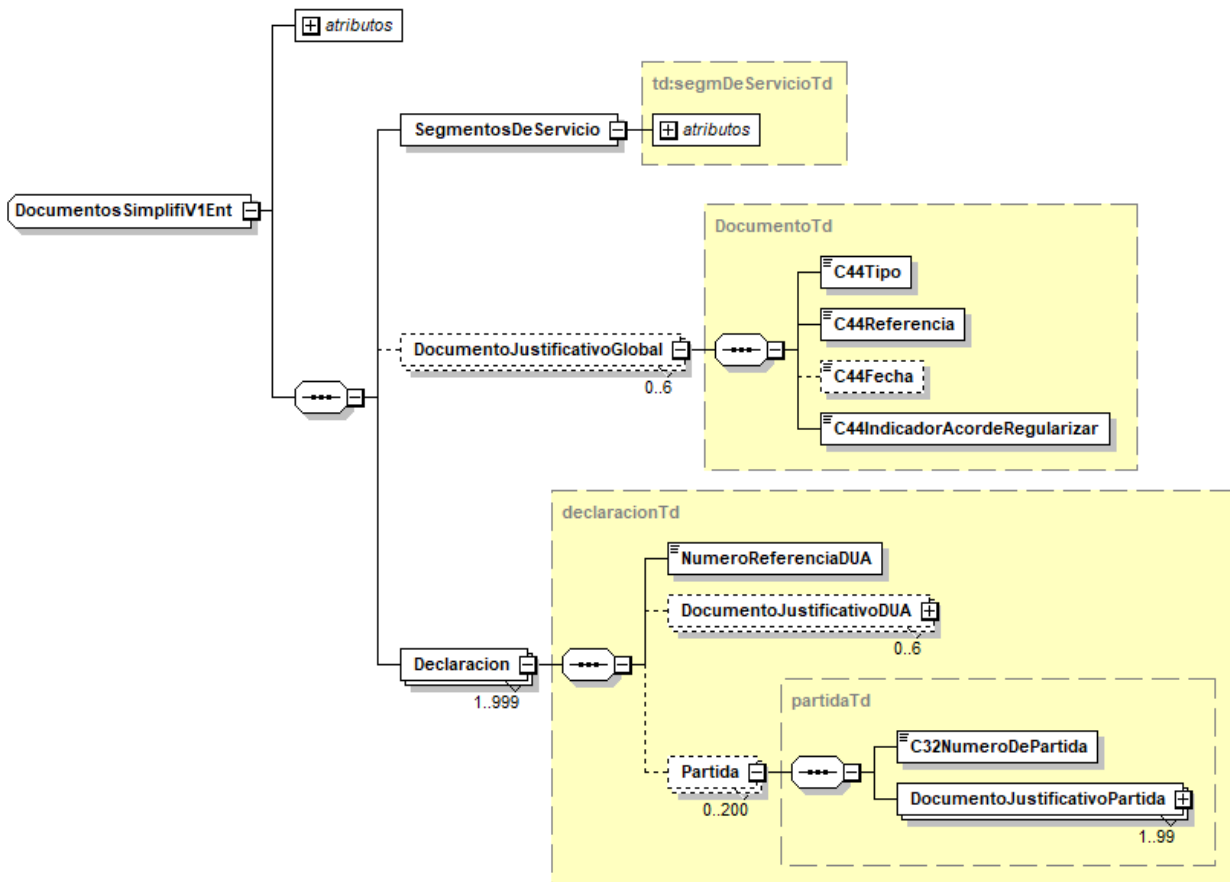 atributos
td:segmDeServicioTd
SegmentosDeServicio
atributos
DocumentosSimplifiV1Ent
DocumentoTd
C44Tipo
C44Referencia
DocumentoJustificativoGlobal
0..6
C44Fecha
C44IndicadorAcordeRegularizar
declaracionTd
NumeroReferenciaDUA
DocumentoJustificativoDUA
0..6
Declaracion
1..999
partidaTd
C32NumeroDePartida
Partida
0..200
DocumentoJustificativoPartida
1..99